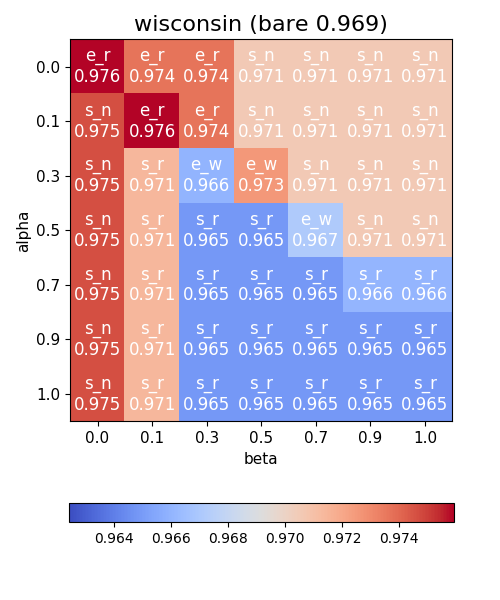 wisconsin (bare 0.969)
alpha
0.0 e_r e_r e_r s_n s_n s_n s_n
0.976 0.974 0.974 0.971 0.971 0.971 0.971
0.1 s_n e_r e_r s_n s_n s_n s_n
0.975 0.976 0.974 0.971 0.971 0.971 0.971
0.3 s_n s_r e_w e_w s_n s_n s_n
0.975 0.971 0.966 0.973 0.971 0.971 0.971
0.5 s_n s_r s_r s_r e_w s_n s_n
0.975 0.971 0.965 0.965 0.967 0.971 0.971
0.7 s_n s_r s_r s_r s_r s_r s_r
0.975 0.971 0.965 0.965 0.965 0.966 0.966
0.9 s_n s_r s_r s_r s_r s_r s_r
0.975 0.971 0.965 0.965 0.965 0.965 0.965
1.0 s_n s_r s_r s_r s_r s_r s_r
0.975 0.971 0.965 0.965 0.965 0.965 0.965
0.0 0.1 0.3 0.5 0.7 0.9 1.0
beta
0.964 0.966 0.968 0.970 0.972 0.974